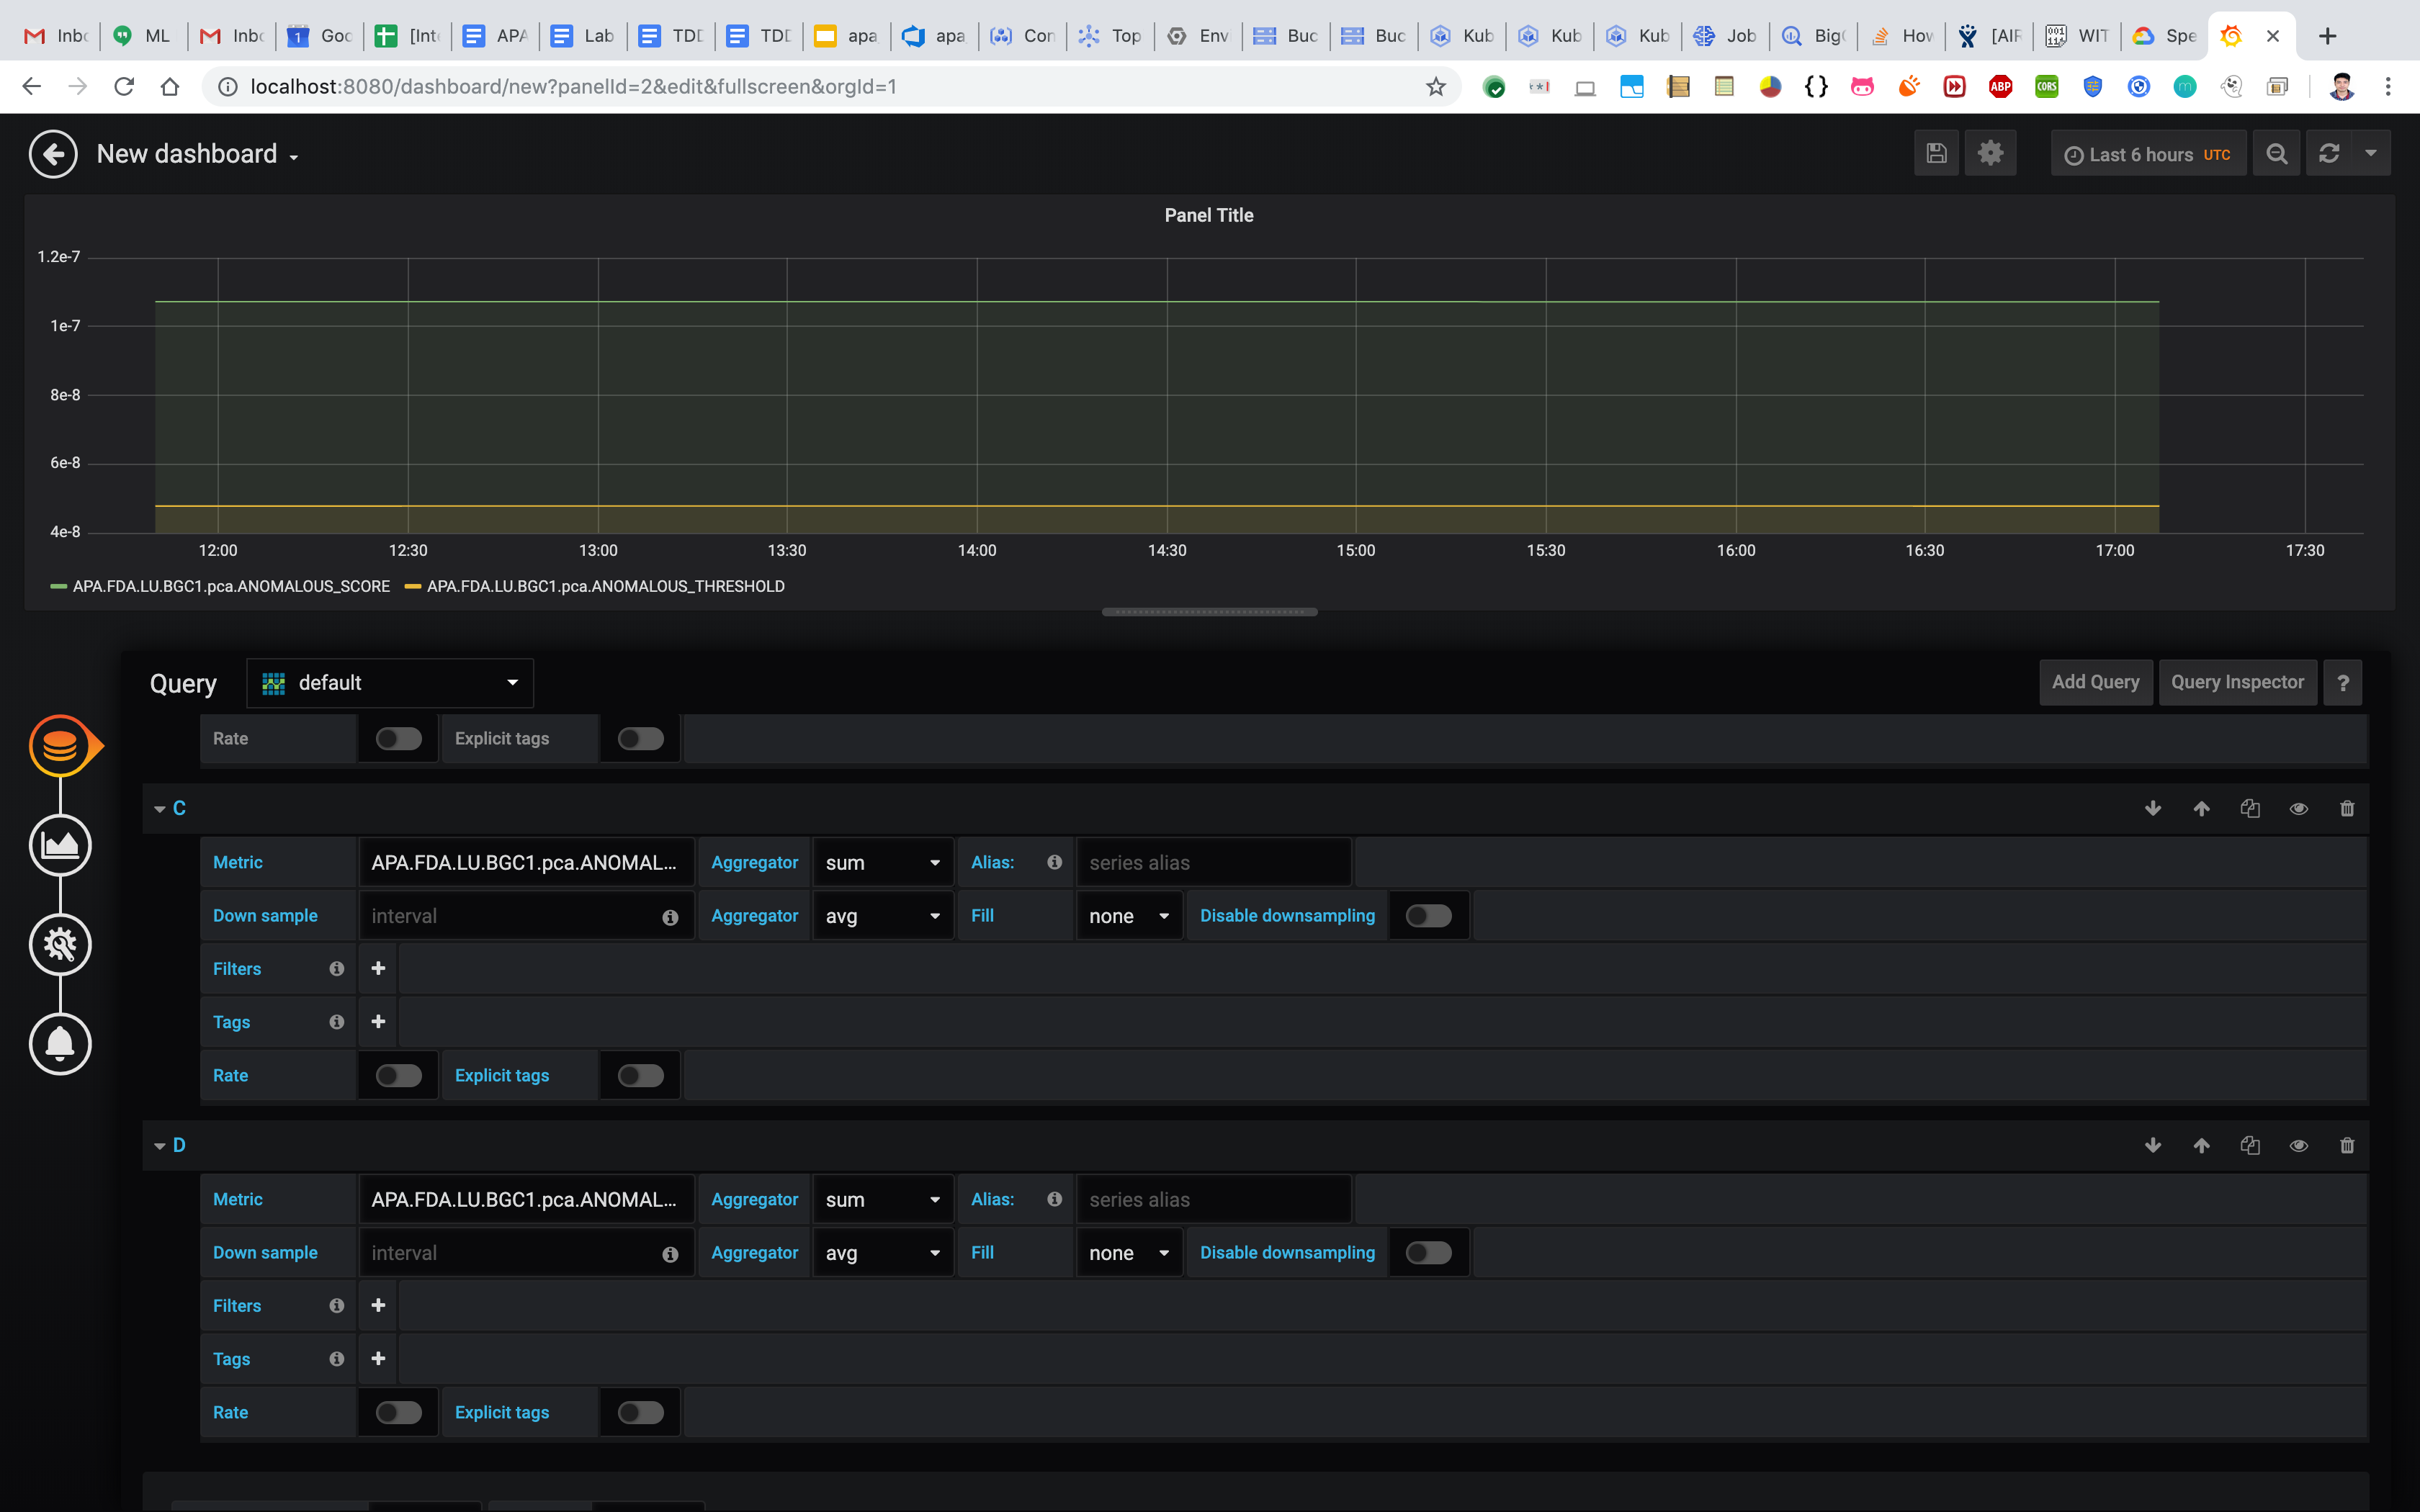 Inbo ML Inbo Goo [Inte APA Lab TDD TDD apa apa Con Top Env Buc Buc Kub Kub Kub Job Big How [AIR WIT Spe
localhost:8080/dashboard/new?panelId=2&edit&fullscreen&orgId=1
New dashboard
Last 6 hours UTC
Panel Title
1.2e-7
1e-7
8e-8
6e-8
4e-8
12:00 12:30 13:00 13:30 14:00 14:30 15:00 15:30 16:00 16:30 17:00 17:30
APA.FDA.LU.BGC1.pca.ANOMALOUS_SCORE APA.FDA.LU.BGC1.pca.ANOMALOUS_THRESHOLD
Query default Add Query Query Inspector ?
Rate Explicit tags
C
Metric APA.FDA.LU.BGC1.pca.ANOMAL... Aggregator sum Alias: series alias
Down sample interval Aggregator avg Fill none Disable downsampling
Filters
Tags
Rate Explicit tags
D
Metric APA.FDA.LU.BGC1.pca.ANOMAL... Aggregator sum Alias: series alias
Down sample interval Aggregator avg Fill none Disable downsampling
Filters
Tags
Rate Explicit tags